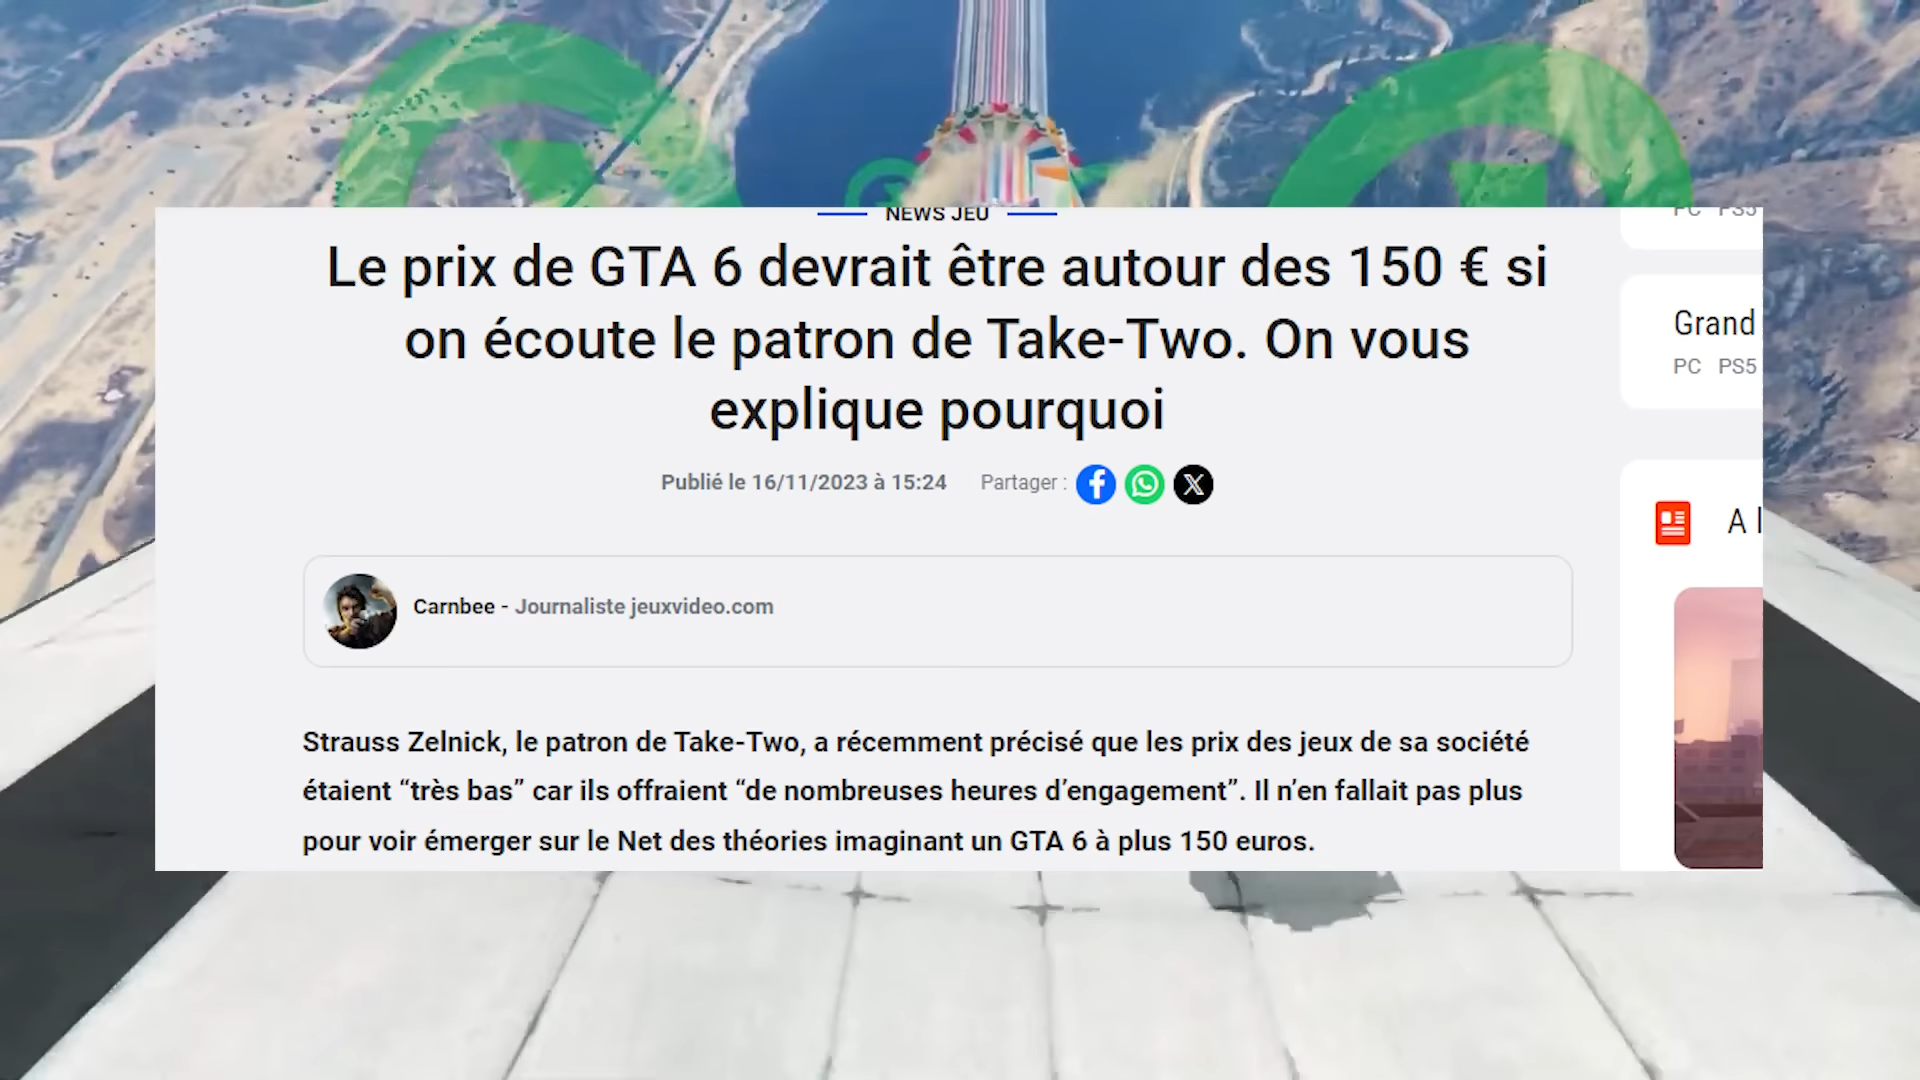 NEWS JEU
Le prix de GTA 6 devrait être autour des 150 € si
on écoute le patron de Take-Two. On vous
explique pourquoi
Publié le 16/11/2023 à 15:24 Partager :
Carnbee - Journaliste jeuxvideo.com
Strauss Zelnick, le patron de Take-Two, a récemment précisé que les prix des jeux de sa société
étaient “très bas” car ils offraient “de nombreuses heures d’engagement”. Il n’en fallait pas plus
pour voir émerger sur le Net des théories imaginant un GTA 6 à plus 150 euros.
PC PS5
Grand
PC PS5
A l